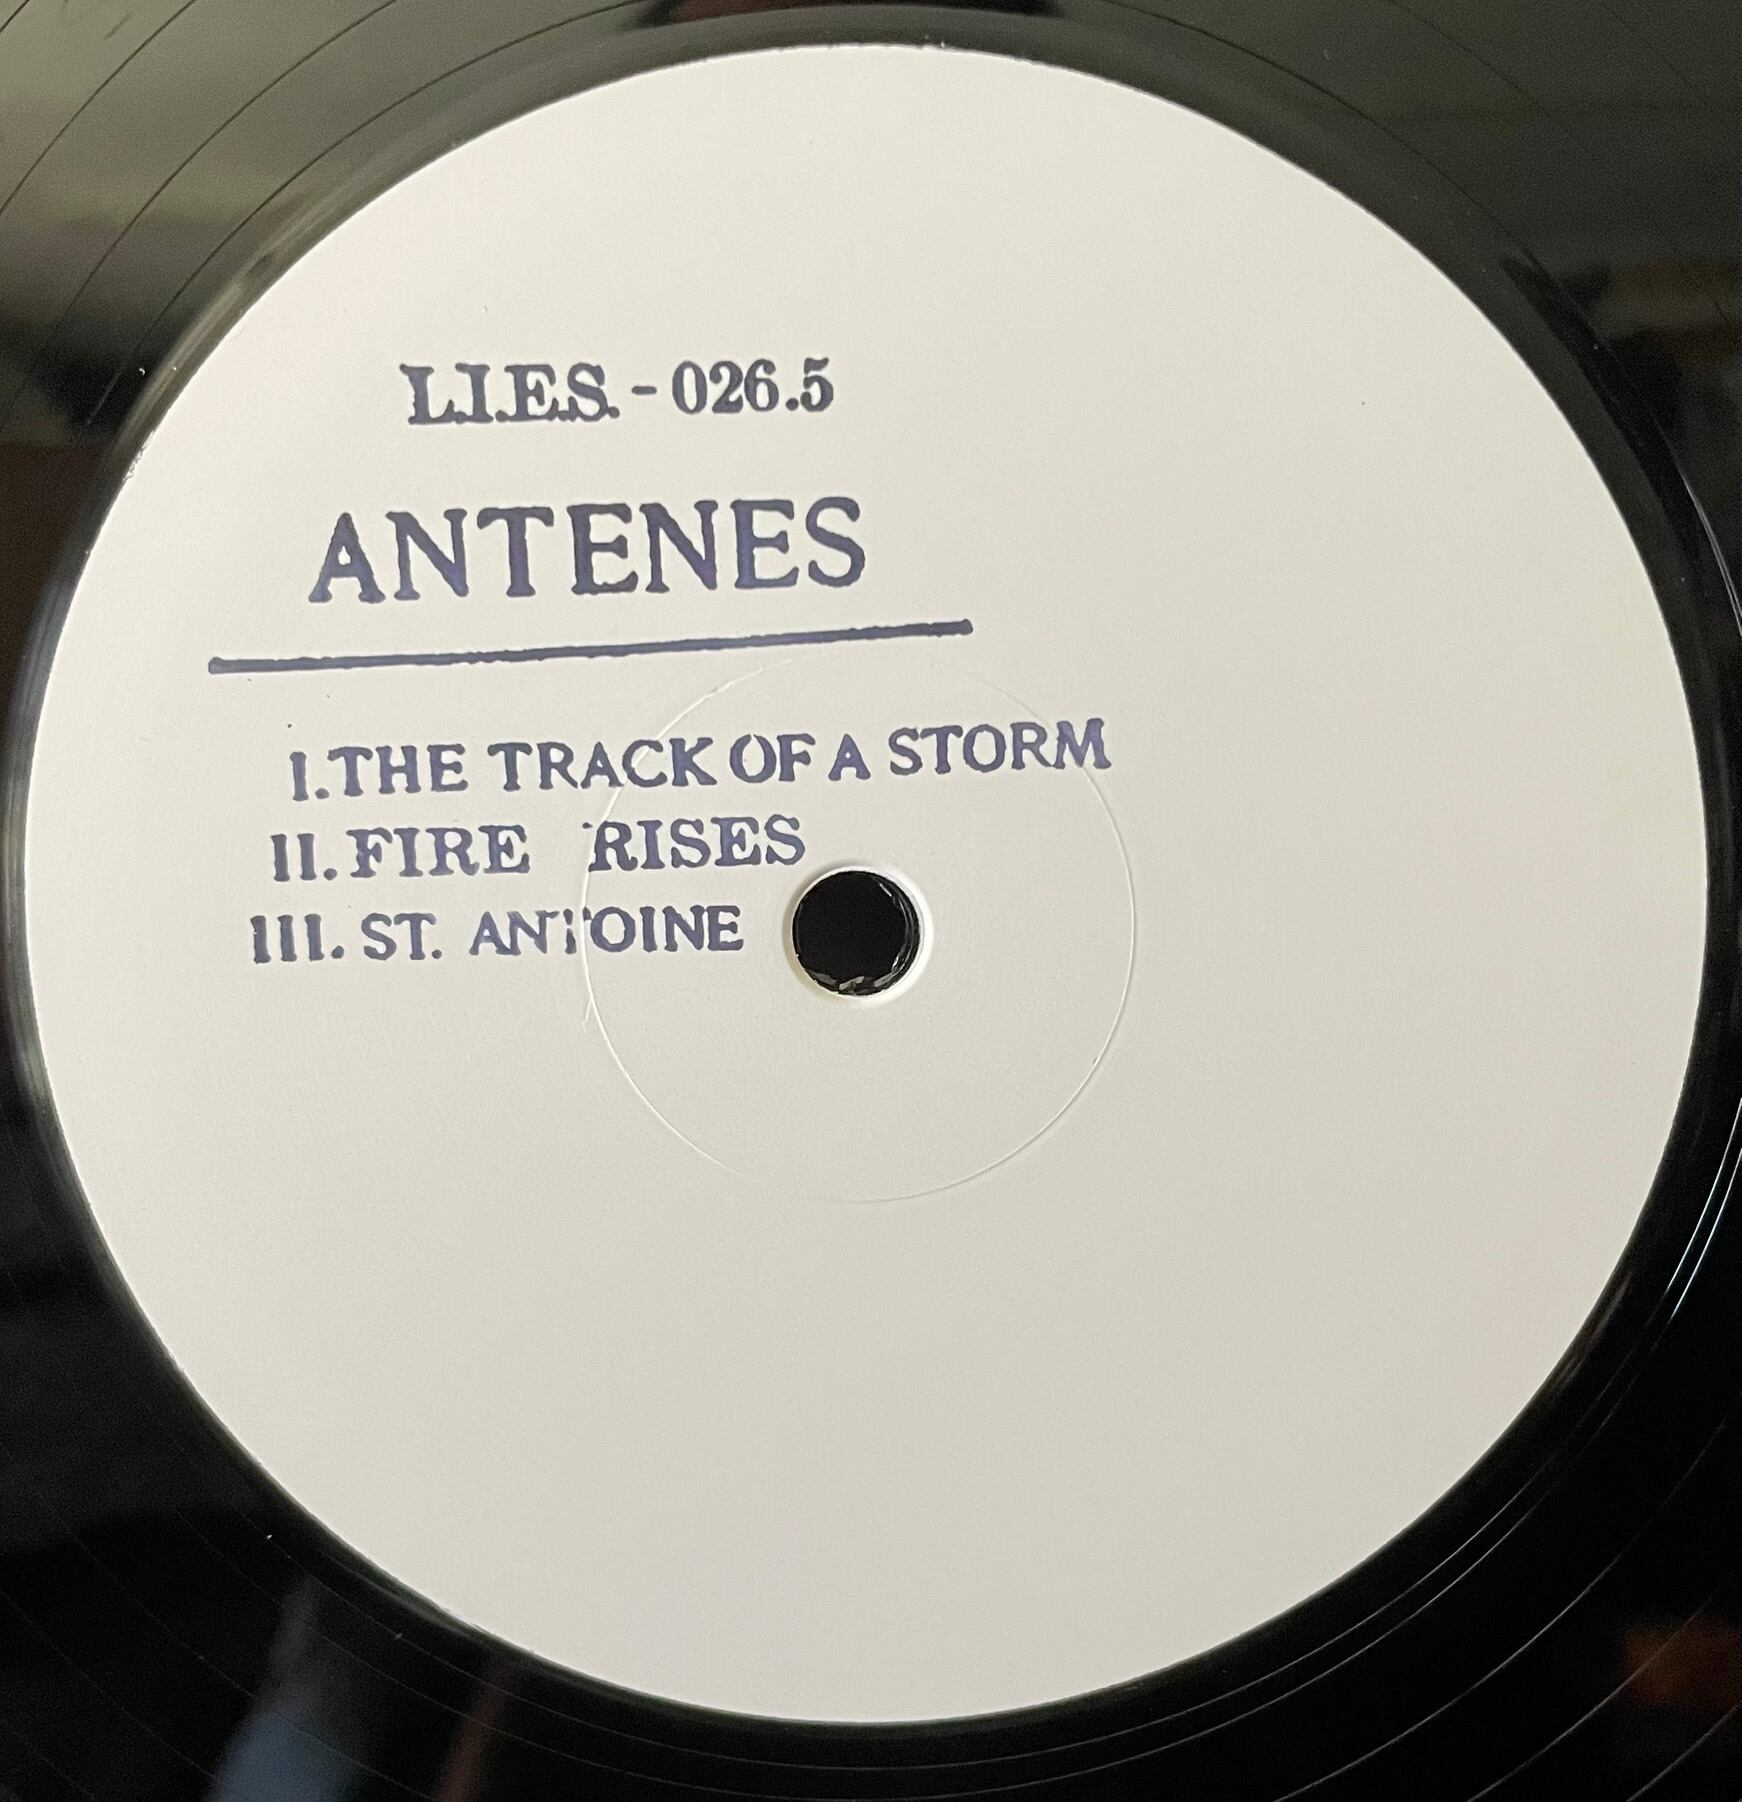 L.I.E.S. - 026.5
ANTENES
I. THE TRACK OF A STORM
II. FIRE RISES
III. ST. ANTOINE